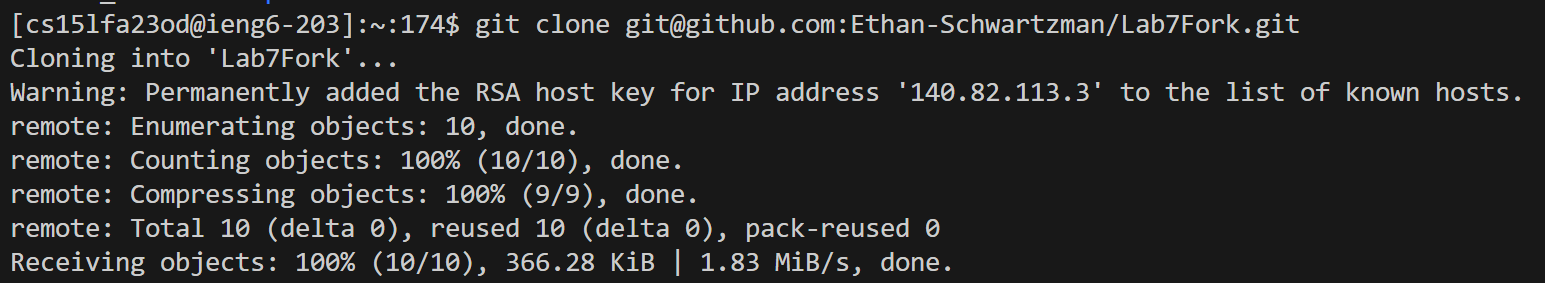 [cs15lfa23od@ieng6-203]:~:174$ git clone git@github.com:Ethan-Schwartzman/Lab7Fork.git
Cloning into 'Lab7Fork'...
Warning: Permanently added the RSA host key for IP address '140.82.113.3' to the list of known hosts.
remote: Enumerating objects: 10, done.
remote: Counting objects: 100% (10/10), done.
remote: Compressing objects: 100% (9/9), done.
remote: Total 10 (delta 0), reused 10 (delta 0), pack-reused 0
Receiving objects: 100% (10/10), 366.28 KiB | 1.83 MiB/s, done.